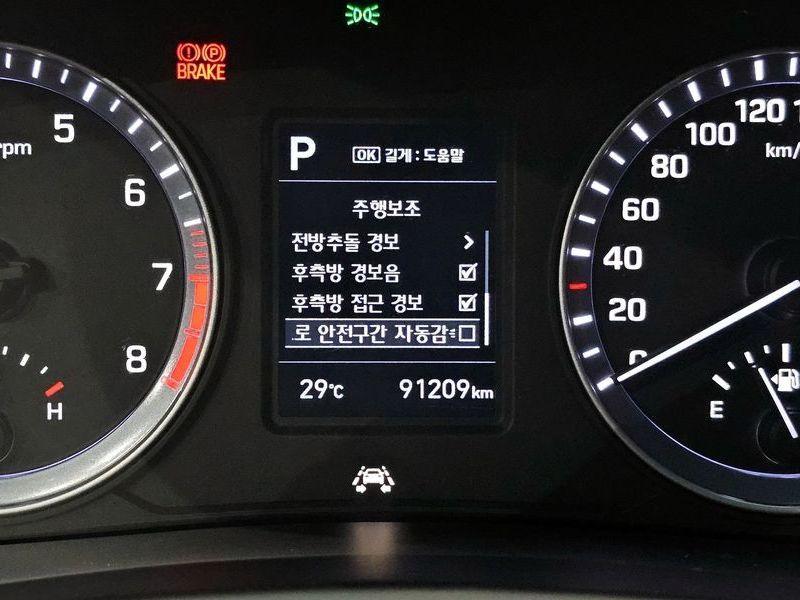 BRAKE
rpm
5
6
7
8
H
P
OK 길게 : 도움말
주행보조
전방추돌 경보
후측방 경보음
후측방 접근 경보
로 안전구간 자동감
29°C
91209km
120
100
80
60
40
20
0
km/
E